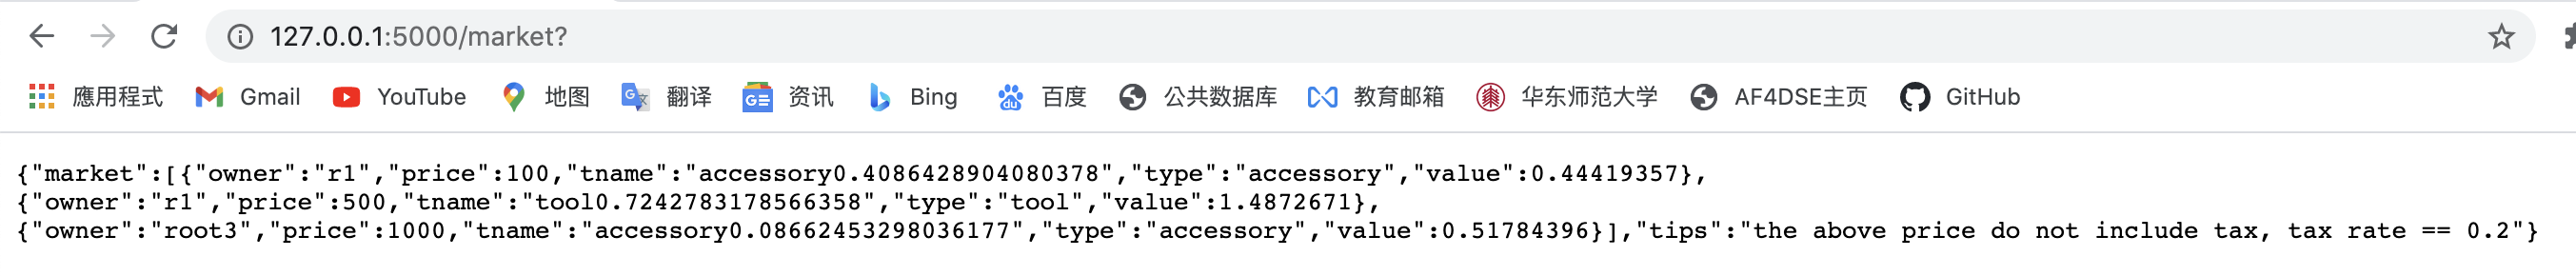 127.0.0.1:5000/market?
應用程式 Gmail YouTube 地图 翻译 资讯 Bing 百度 公共数据库 教育邮箱 华东师范大学 AF4DSE主页 GitHub
{"market":[{"owner":"r1","price":100,"tname":"accessory0.4086428904080378","type":"accessory","value":0.44419357},
{"owner":"r1","price":500,"tname":"tool0.7242783178566358","type":"tool","value":1.4872671},
{"owner":"root3","price":1000,"tname":"accessory0.08662453298036177","type":"accessory","value":0.51784396}],"tips":"the above price do not include tax, tax rate == 0.2"}